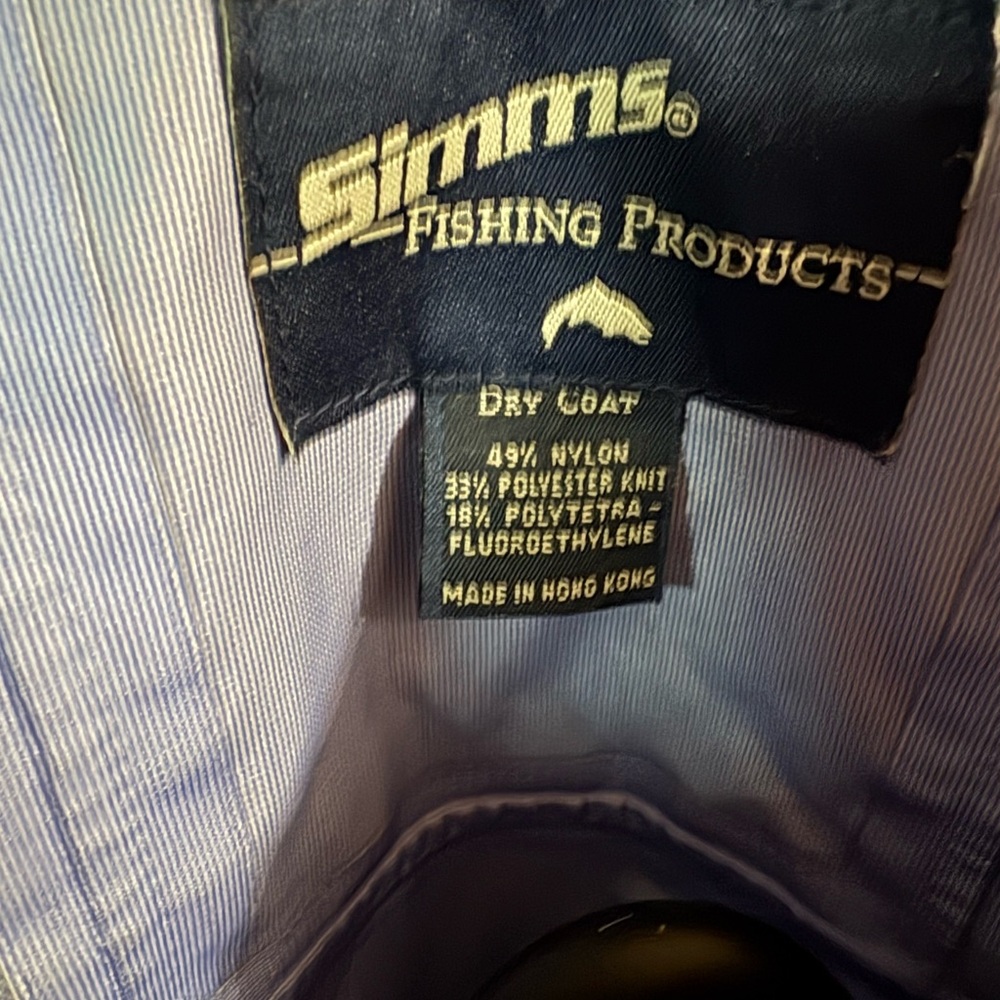 Simms®
FISHING PRODUCTS
DRY COAT
49% NYLON
33% POLYESTER KNIT
18% POLYTETRA-
FLUOROETHYLENE
MADE IN HONG KONG